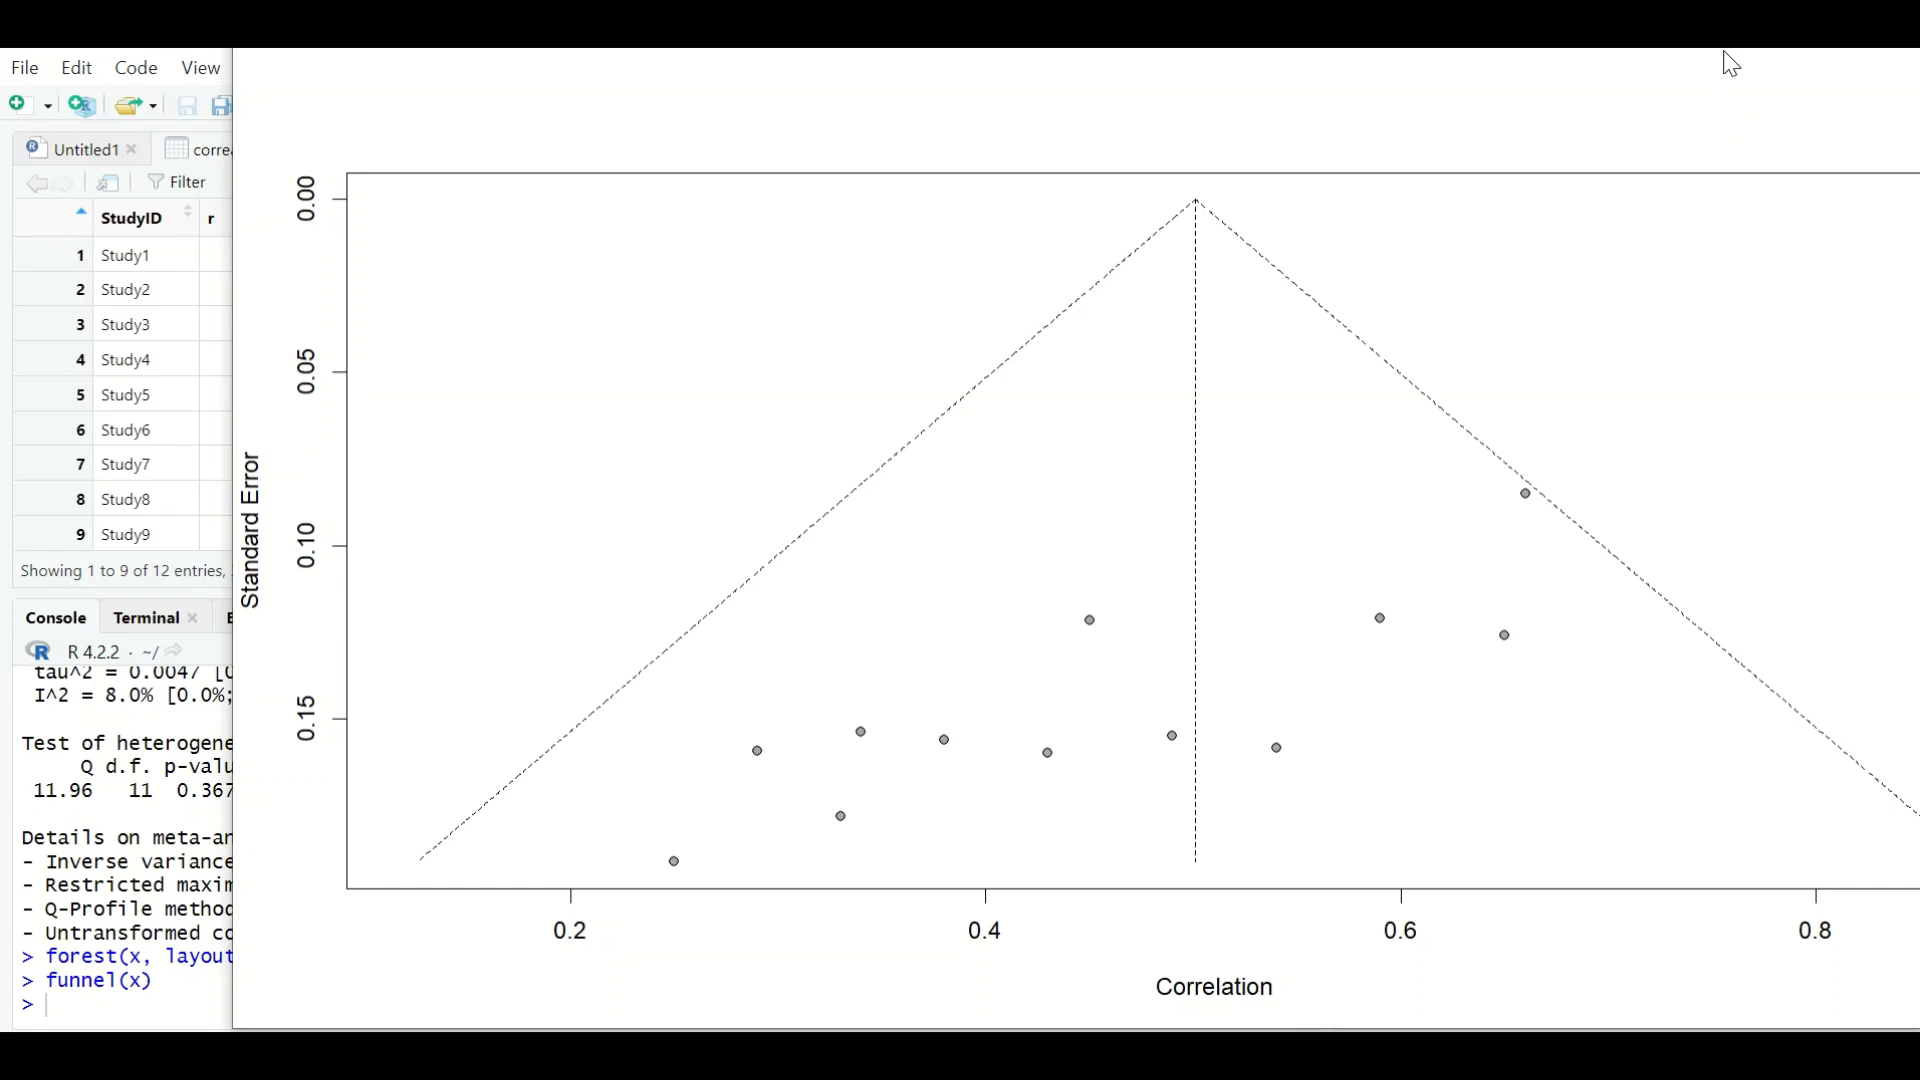 File Edit Code View
Untitled1
Filter
StudyID r
1 Study1
2 Study2
3 Study3
4 Study4
5 Study5
6 Study6
7 Study7
8 Study8
9 Study9
Showing 1 to 9 of 12 entries,
Console Terminal
R 4.2.2 · ~/
tau^2 = 0.0047
I^2 = 8.0% [0.0%;
Test of heterogene
Q d.f. p-valu
11.96 11 0.367
Details on meta-an
- Inverse variance
- Restricted maxim
- Q-Profile method
- Untransformed co
> forest(x, layout
> funnel(x)
>
Standard Error
0.00
0.05
0.10
0.15
0.2 0.4 0.6 0.8
Correlation